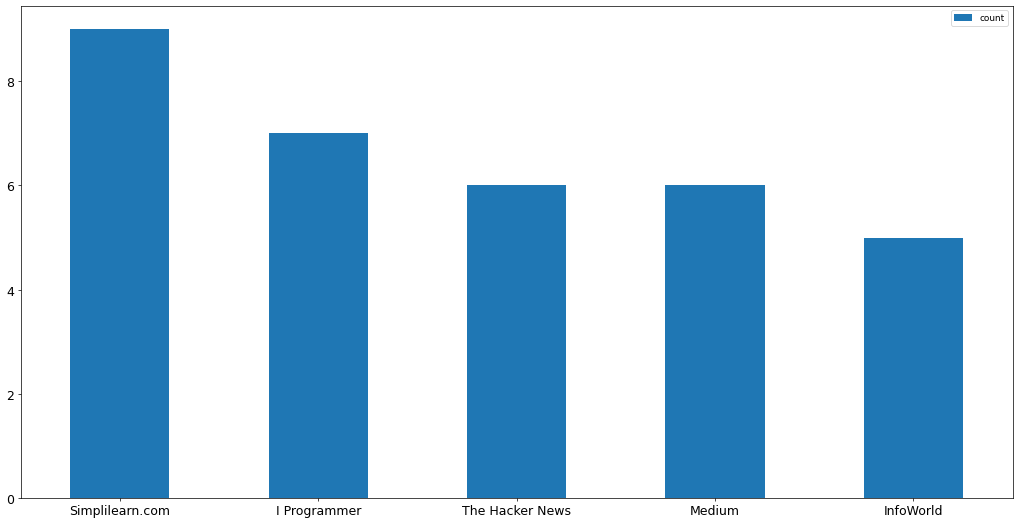 count
8
6
4
2
0
Simplilearn.com
I Programmer
The Hacker News
Medium
InfoWorld